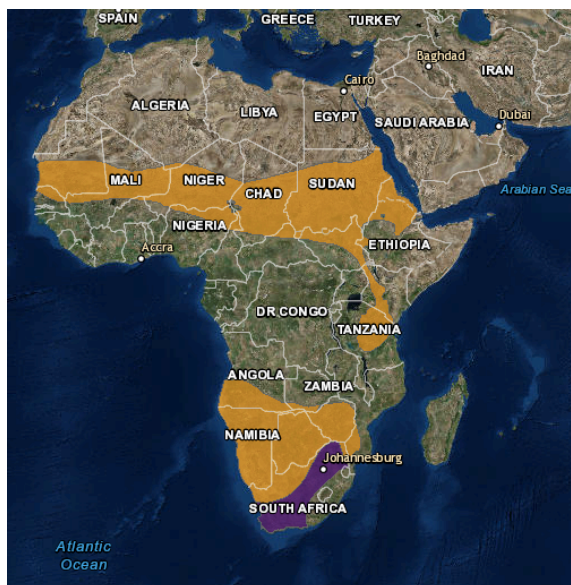 SPAIN
GREECE
TURKEY
Baghdad
IRAN
Cairo
ALGERIA
LIBYA
EGYPT
SAUDI ARABIA
Dubai
MALI
NIGER
CHAD
SUDAN
Arabian Sea
NIGERIA
Accra
ETHIOPIA
DR CONGO
TANZANIA
ANGOLA
ZAMBIA
NAMIBIA
Johannesburg
SOUTH AFRICA
Atlantic
Ocean